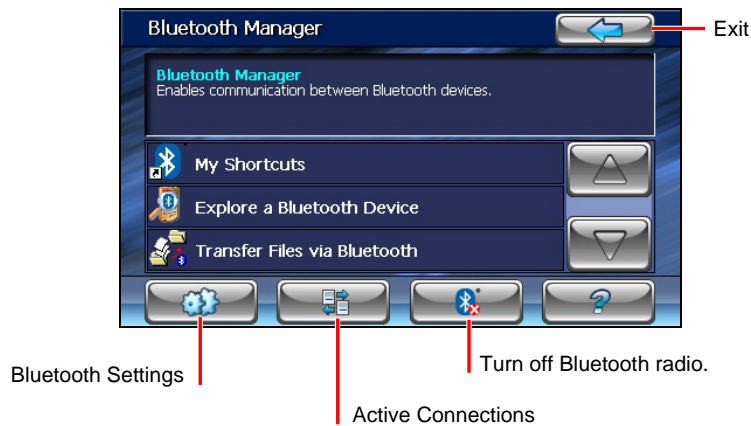 Bluetooth Manager
Exit
Bluetooth Manager
Enables communication between Bluetooth devices.
My Shortcuts
Explore a Bluetooth Device
Transfer Files via Bluetooth
?
Bluetooth Settings
Turn off Bluetooth radio.
Active Connections